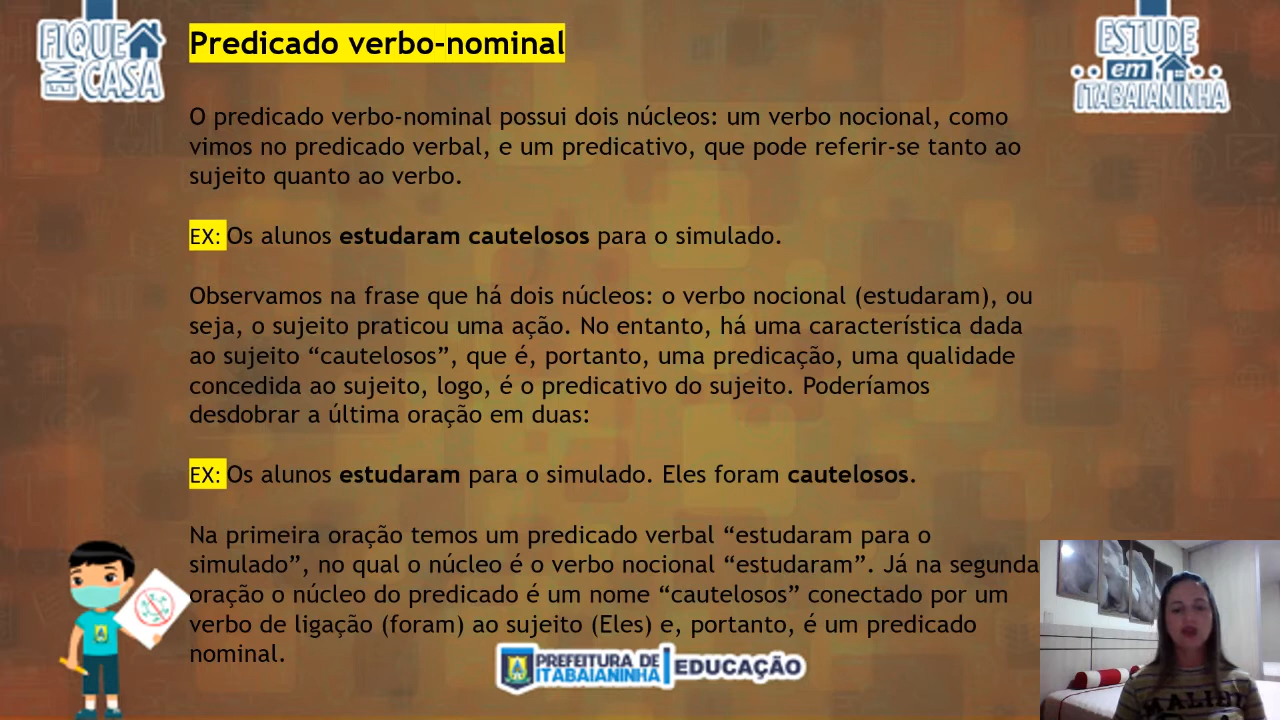 FIQUE
EM
CASA
Predicado verbo-nominal
ESTUDE
em
ITABAIANINHA
O predicado verbo-nominal possui dois núcleos: um verbo nocional, como
vimos no predicado verbal, e um predicativo, que pode referir-se tanto ao
sujeito quanto ao verbo.
EX: Os alunos estudaram cautelosos para o simulado.
Observamos na frase que há dois núcleos: o verbo nocional (estudaram), ou
seja, o sujeito praticou uma ação. No entanto, há uma característica dada
ao sujeito “cautelosos”, que é, portanto, uma predicação, uma qualidade
concedida ao sujeito, logo, é o predicativo do sujeito. Poderíamos
desdobrar a última oração em duas:
EX: Os alunos estudaram para o simulado. Eles foram cautelosos.
Na primeira oração temos um predicado verbal “estudaram para o
simulado”, no qual o núcleo é o verbo nocional “estudaram”. Já na segunda
oração o núcleo do predicado é um nome “cautelosos” conectado por um
verbo de ligação (foram) ao sujeito (Eles) e, portanto, é um predicado
nominal.
PREFEITURA DE
ITABAIANINHA
EDUCAÇÃO